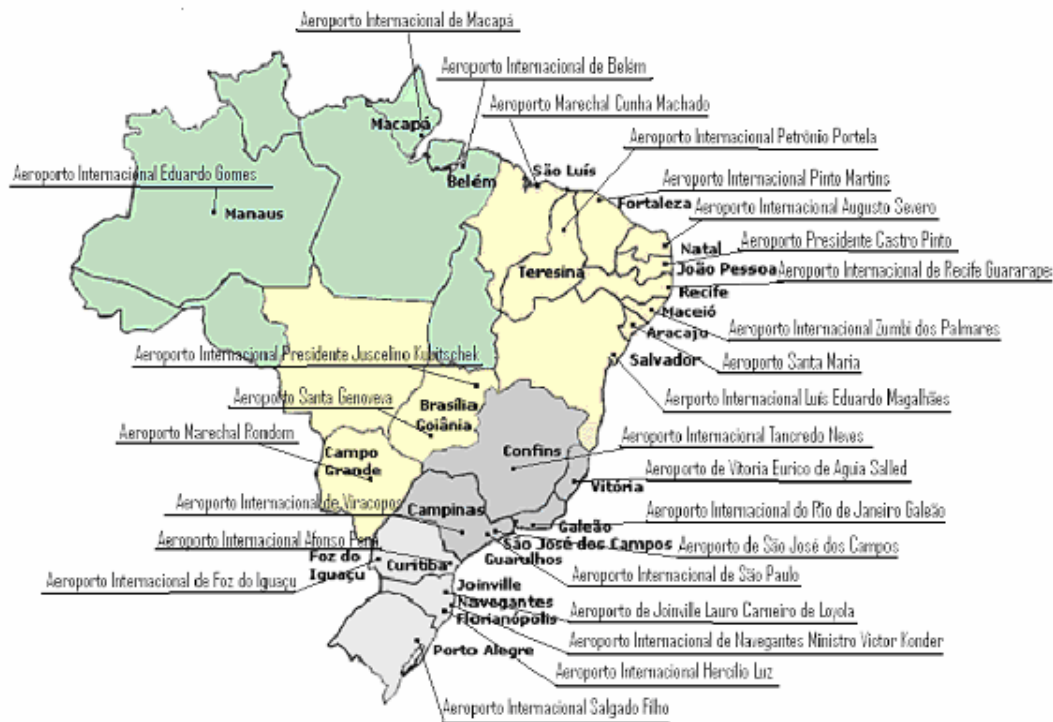 Aeroporto Internacional de Macapá
Aeroporto Internacional de Belém
Aeroporto Marechal Cunha Machado
Macapá
Aeroporto Internacional Petrônio Portela
Belém
São Luís
Aeroporto Internacional Eduardo Gomes
Aeroporto Internacional Pinto Martins
Fortaleza
Aeroporto Internacional Augusto Severo
Manaus
Natal
Aeroporto Presidente Castro Pinto
Teresina
João Pessoa
Aeroporto Internacional de Recife Guararapes
Recife
Maceió
Aracaju
Aeroporto Internacional Zumbi dos Palmares
Aeroporto Internacional Presidente Juscelino Kubitschek
Salvador
Aeroporto Santa Maria
Aeroporto Santa Genoveva
Brasília
Aerporto Internacional Luís Eduardo Magalhães
Goiânia
Aeroporto Marechal Rondom
Campo
Grande
Confins
Aeroporto Internacional Tancredo Neves
Aeroporto de Vitoria Eurico de Aguia Salled
Vitória
Aeroporto Internacional de Viracopos
Campinas
Aeroporto Internacional do Rio de Janeiro Galeão
Galeão
Aeroporto Internacional Afonso Pena
São José dos Campos
Aeroporto de São José dos Campos
Foz do
Iguaçu
Curitiba
Guarulhos
Aeroporto Internacional de Foz do Iguaçu
Aeroporto Internacional de São Paulo
Joinville
Navegantes
Florianópolis
Aeroporto de Joinville Lauro Carneiro de Loyola
Aeroporto Internacional de Navegantes Ministro Victor Konder
Porto Alegre
Aeroporto Internacional Hercílio Luz
Aeroporto Internacional Salgado Filho